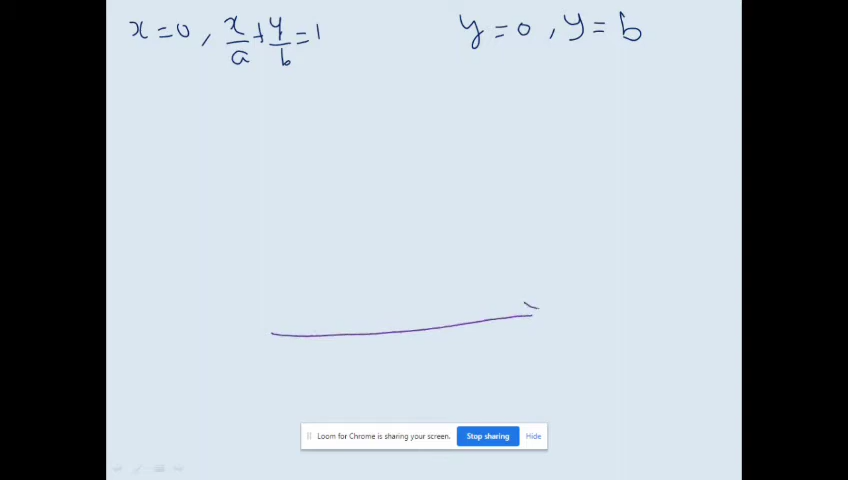 x = 0, x/a + y/b = 1
y = 0, y = b
Loom for Chrome is sharing your screen. Stop sharing Hide